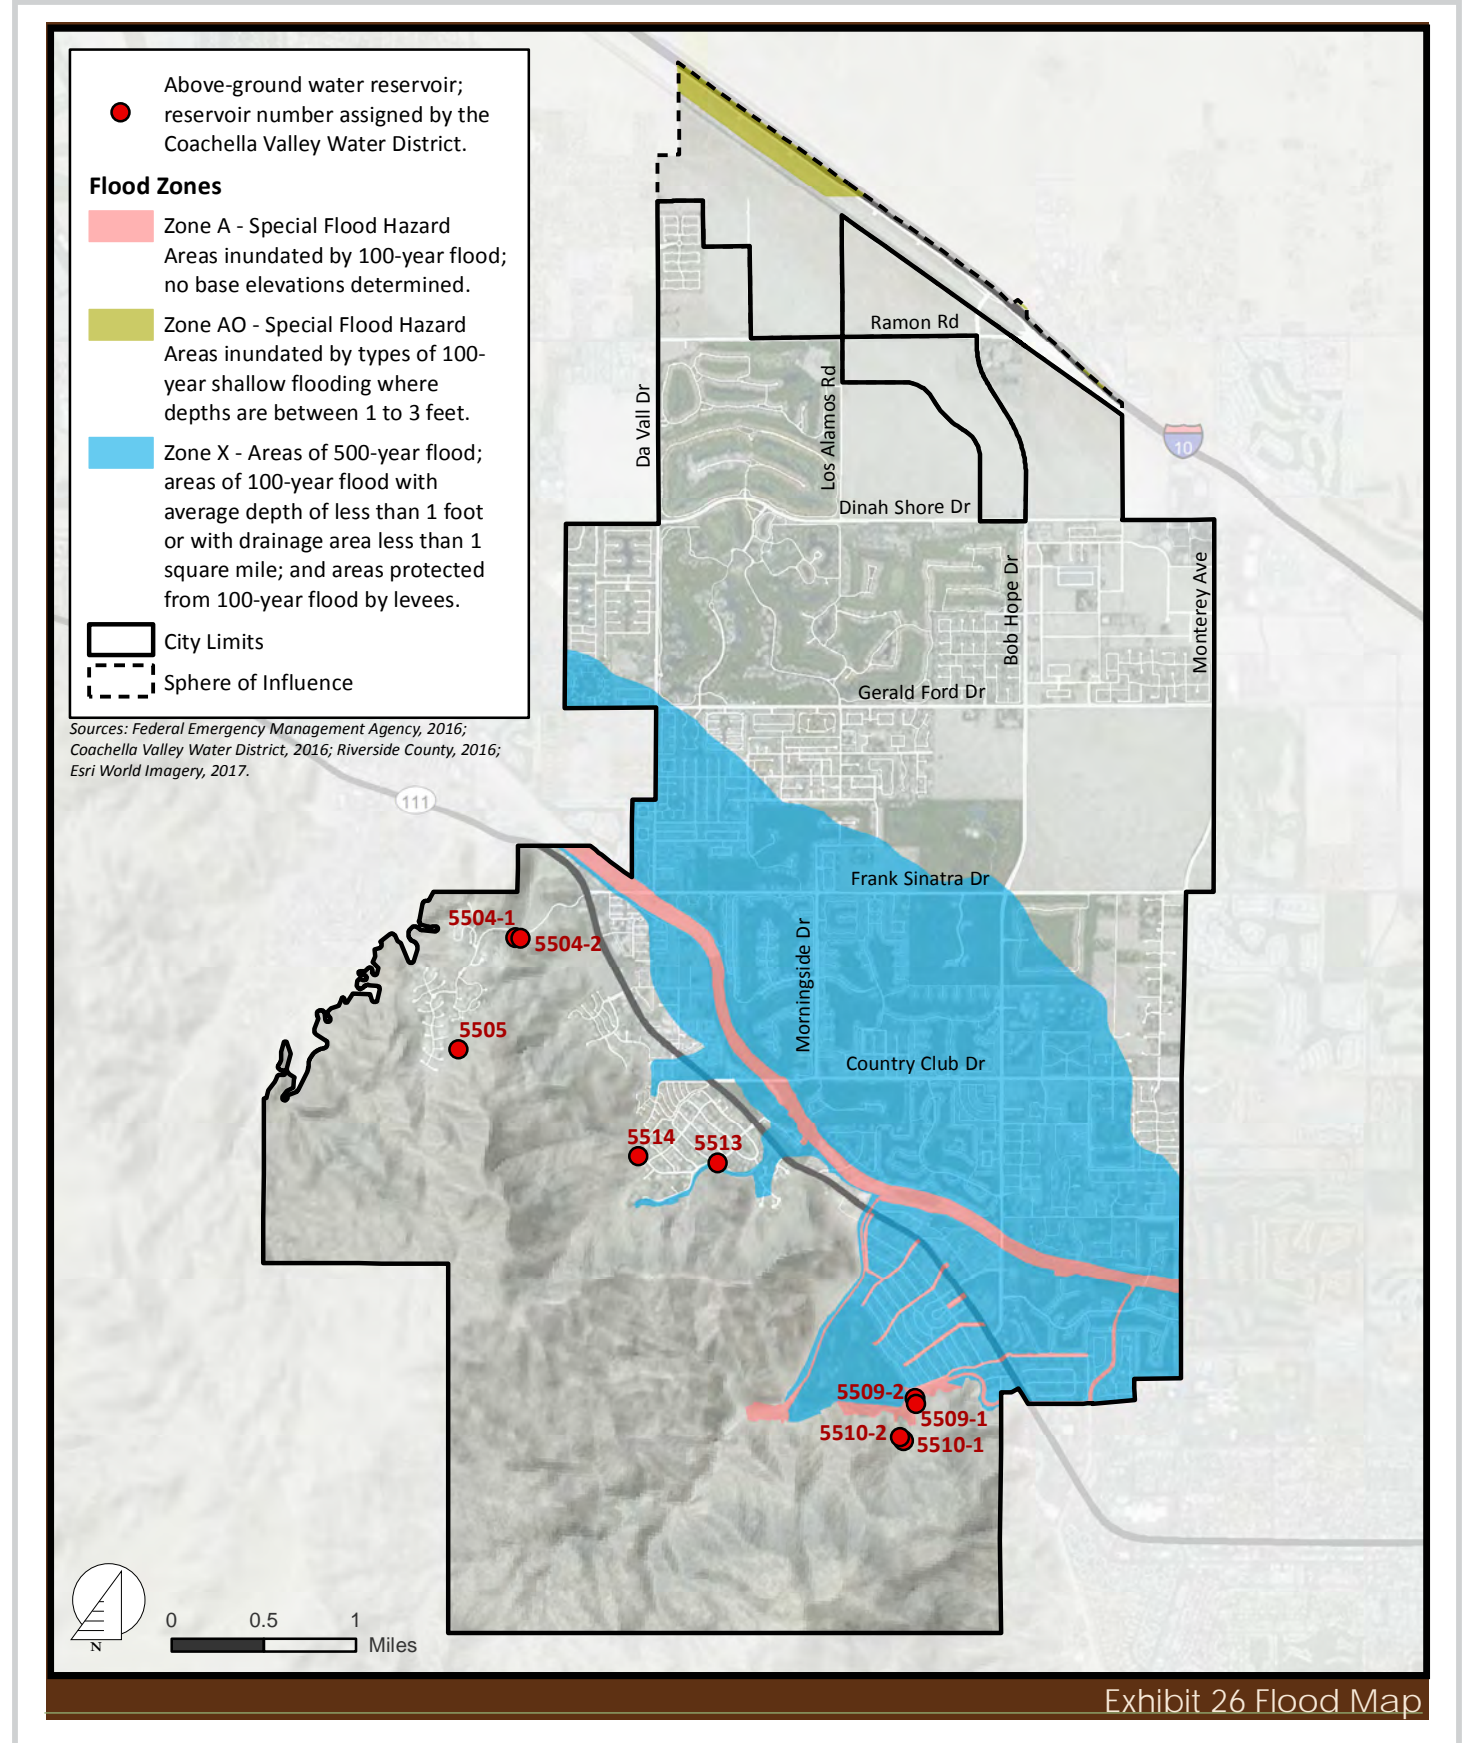 Above-ground water reservoir;
reservoir number assigned by the
Coachella Valley Water District.
Flood Zones
Zone A - Special Flood Hazard
Areas inundated by 100-year flood;
no base elevations determined.
Zone AO - Special Flood Hazard
Areas inundated by types of 100-
year shallow flooding where
depths are between 1 to 3 feet.
Zone X - Areas of 500-year flood;
areas of 100-year flood with
average depth of less than 1 foot
or with drainage area less than 1
square mile; and areas protected
from 100-year flood by levees.
City Limits
Sphere of Influence
Sources: Federal Emergency Management Agency, 2016;
Coachella Valley Water District, 2016; Riverside County, 2016;
Esri World Imagery, 2017.
Ramon Rd
Da Vall Dr
Los Alamos Rd
10
Dinah Shore Dr
Bob Hope Dr
Monterey Ave
Gerald Ford Dr
111
Frank Sinatra Dr
5504-1
5504-2
Morningside Dr
5505
Country Club Dr
5514
5513
5509-2
5509-1
5510-2
5510-1
0 0.5 1
Miles
N
Exhibit 26 Flood Map